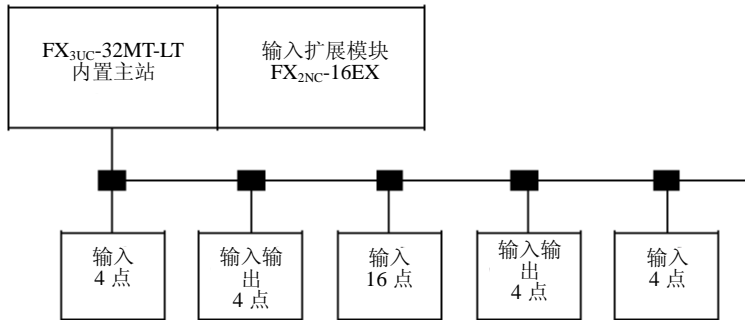 FX3UC-32MT-LT
内置主站
输入扩展模块
FX2NC-16EX
输入
4 点
输入输
出
4 点
输入
16 点
输入输
出
4 点
输入
4 点